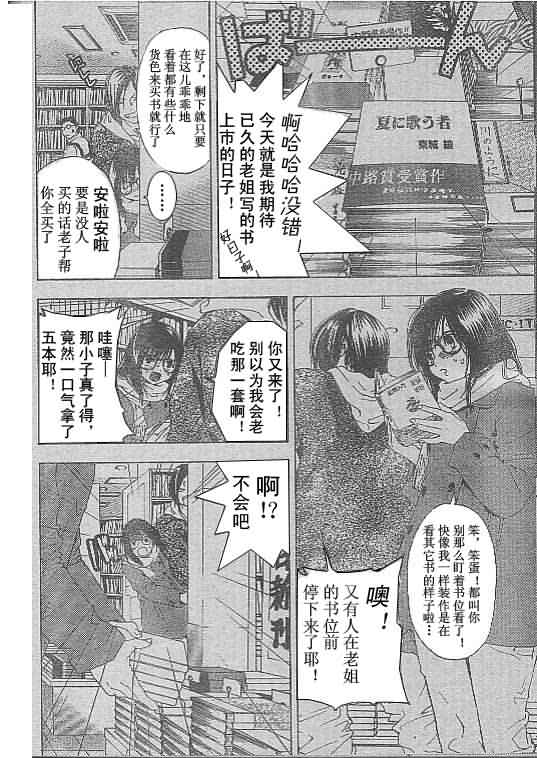 ばーーん
夏に歌う者
東城 綾
中路賞受賞作
川のように
啊哈哈哈没错
今天就是我期待
已久的老姐写的书
上市的日子！
好日子啊！
好了，剩下就只要
在这儿乖乖地
看着都有些什么
货色来买书就行了
……
安啦安啦
要是没人
买的话老子帮
你全买了
笨，笨蛋！都叫你
别那么盯着书位看了！
快像我一样装作是在
看其它书的样子啦…
噢！
又有人在老姐
的书位前
停下来了耶！
你又来了！
别以为我会老
吃那一套啊！
哇噻—
那小子真了得，
竟然一口气拿了
五本耶！
啊！？
不会吧